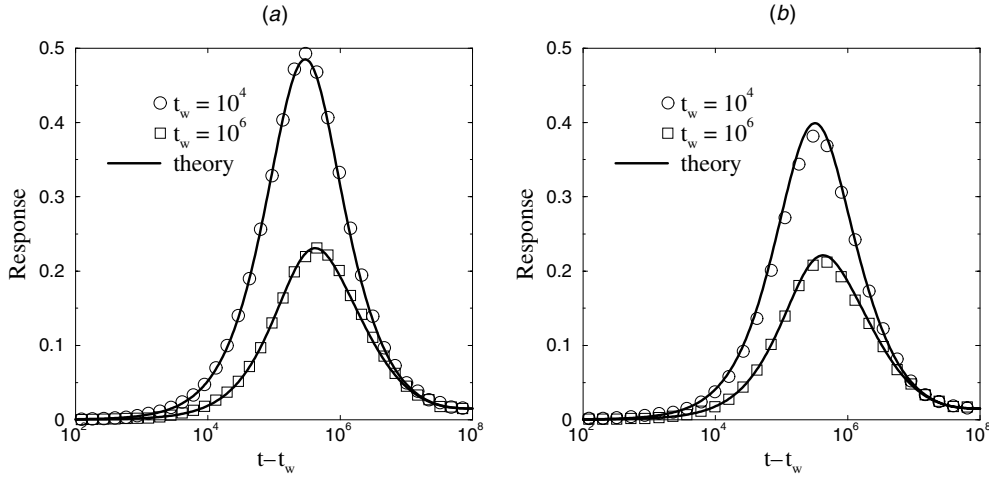 (a)
0.5
0.4
0.3
0.2
0.1
0
Response
t_w = 10^4
t_w = 10^6
theory
10^2
10^4
10^6
10^8
t–t_w
(b)
0.5
0.4
0.3
0.2
0.1
0
Response
t_w = 10^4
t_w = 10^6
theory
10^2
10^4
10^6
10^8
t–t_w